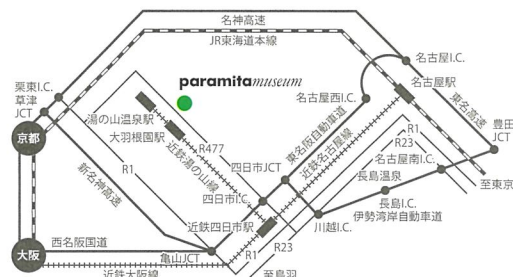 名神高速
JR東海道本線
名古屋I.C.
名古屋駅
栗東I.C.
草津
JCT
paramitamuseum
名古屋西I.C.
東名高速
湯の山温泉駅
大羽根園駅
豊田
JCT
京都
R477
東名阪自動車道
近鉄名古屋線
R1
R23
近鉄湯の山線
四日市JCT
名古屋南I.C.
R1
新名神高速
長島温泉
至東京
四日市I.C.
長島I.C.
川越I.C.
伊勢湾岸自動車道
近鉄四日市駅
大阪
西名阪国道
亀山JCT
R1
R23
近鉄大阪線
至鳥羽